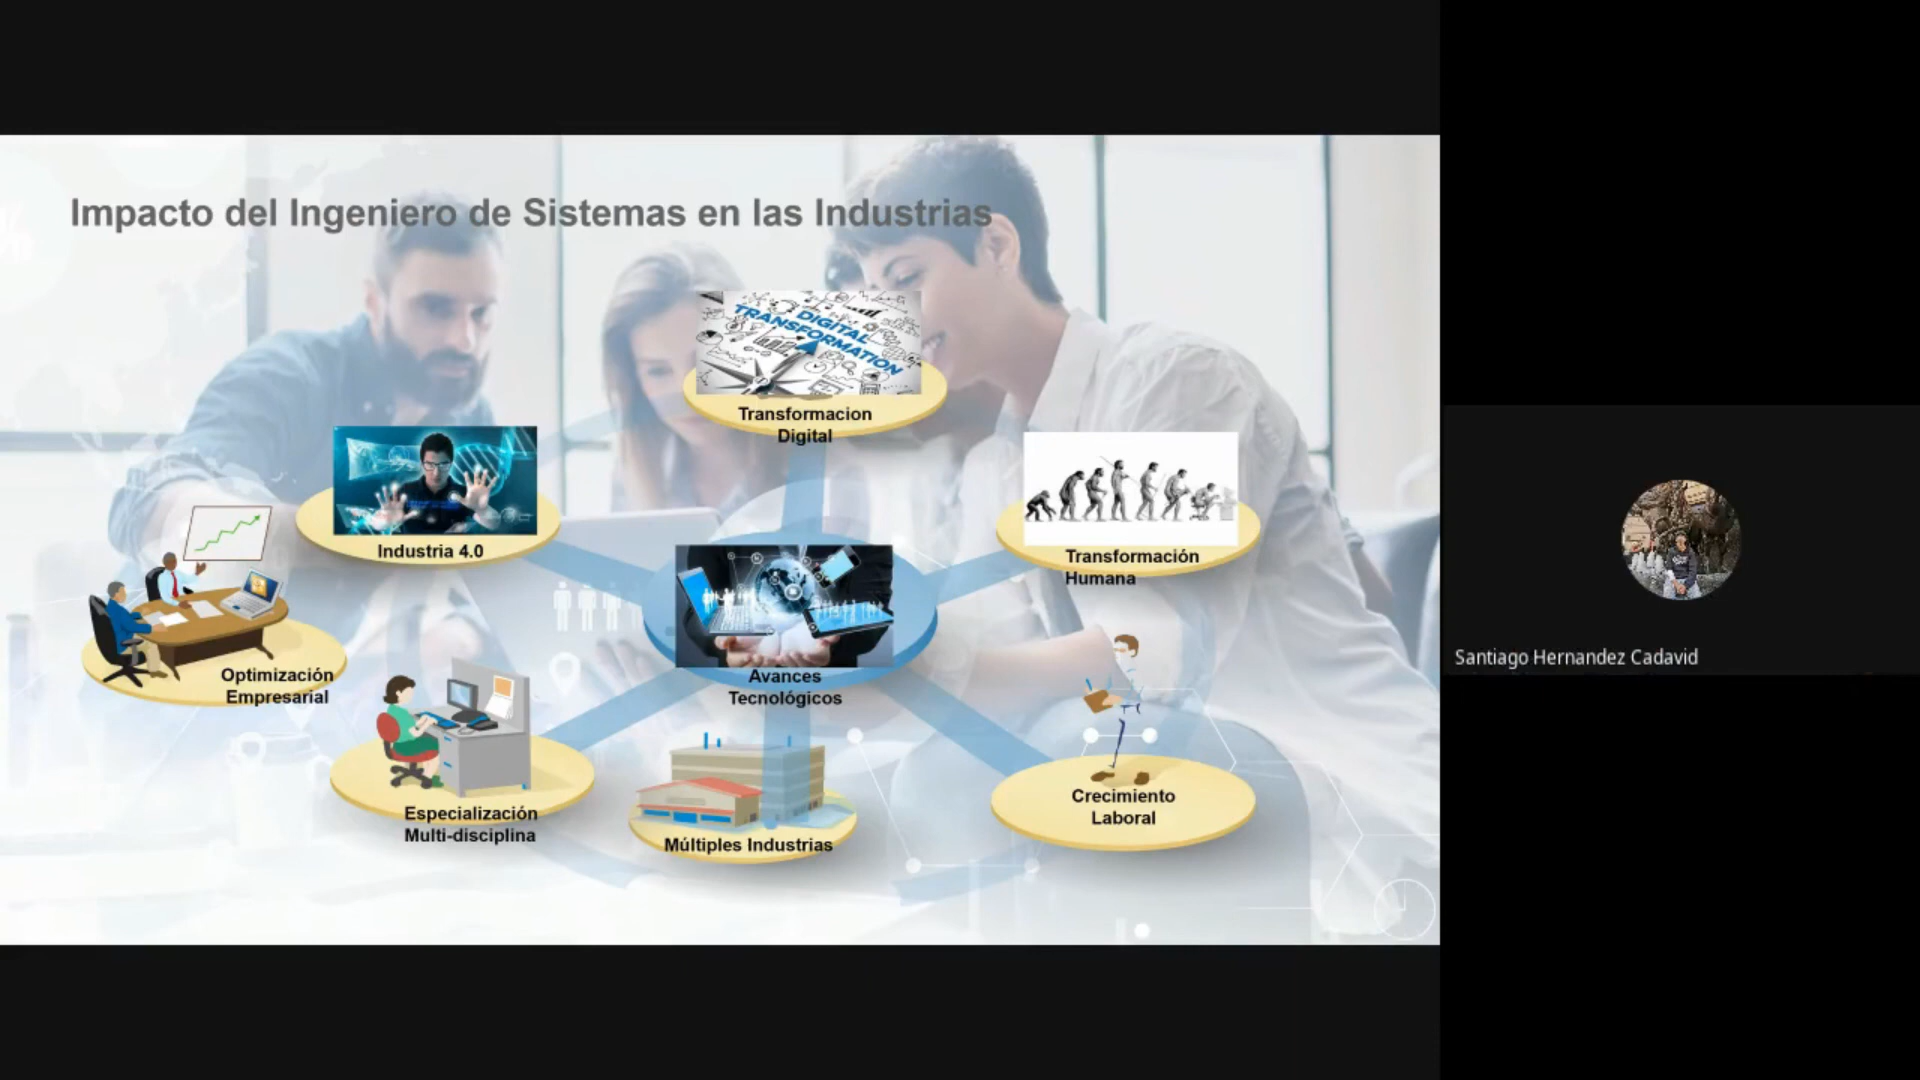 Impacto del Ingeniero de Sistemas en las Industrias
DIGITAL
TRANSFORMATION
Transformacion
Digital
Industria 4.0
Transformación
Humana
Optimización
Empresarial
Avances
Tecnológicos
Especialización
Multi-disciplina
Múltiples Industrias
Crecimiento
Laboral
Santiago Hernandez Cadavid